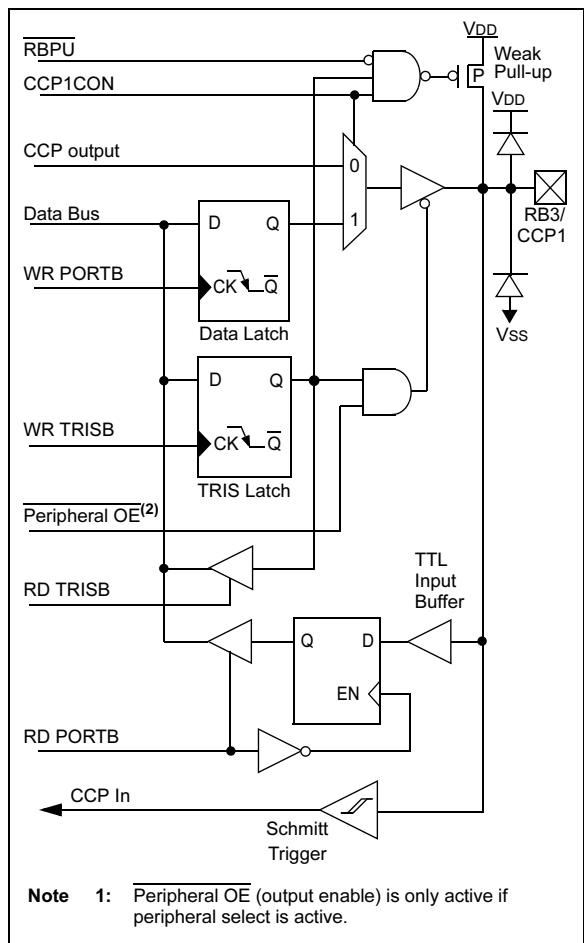 VDD
RBPU
Weak
Pull-up
P
CCP1CON
VDD
CCP output
0
Data Bus
D
Q
1
RB3/
CCP1
WR PORTB
CK
Q
Data Latch
VSS
D
Q
WR TRISB
CK
Q
TRIS Latch
Peripheral OE(2)
TTL
Input
Buffer
RD TRISB
Q
D
EN
RD PORTB
CCP In
Schmitt
Trigger
Note 1: Peripheral OE (output enable) is only active if
peripheral select is active.